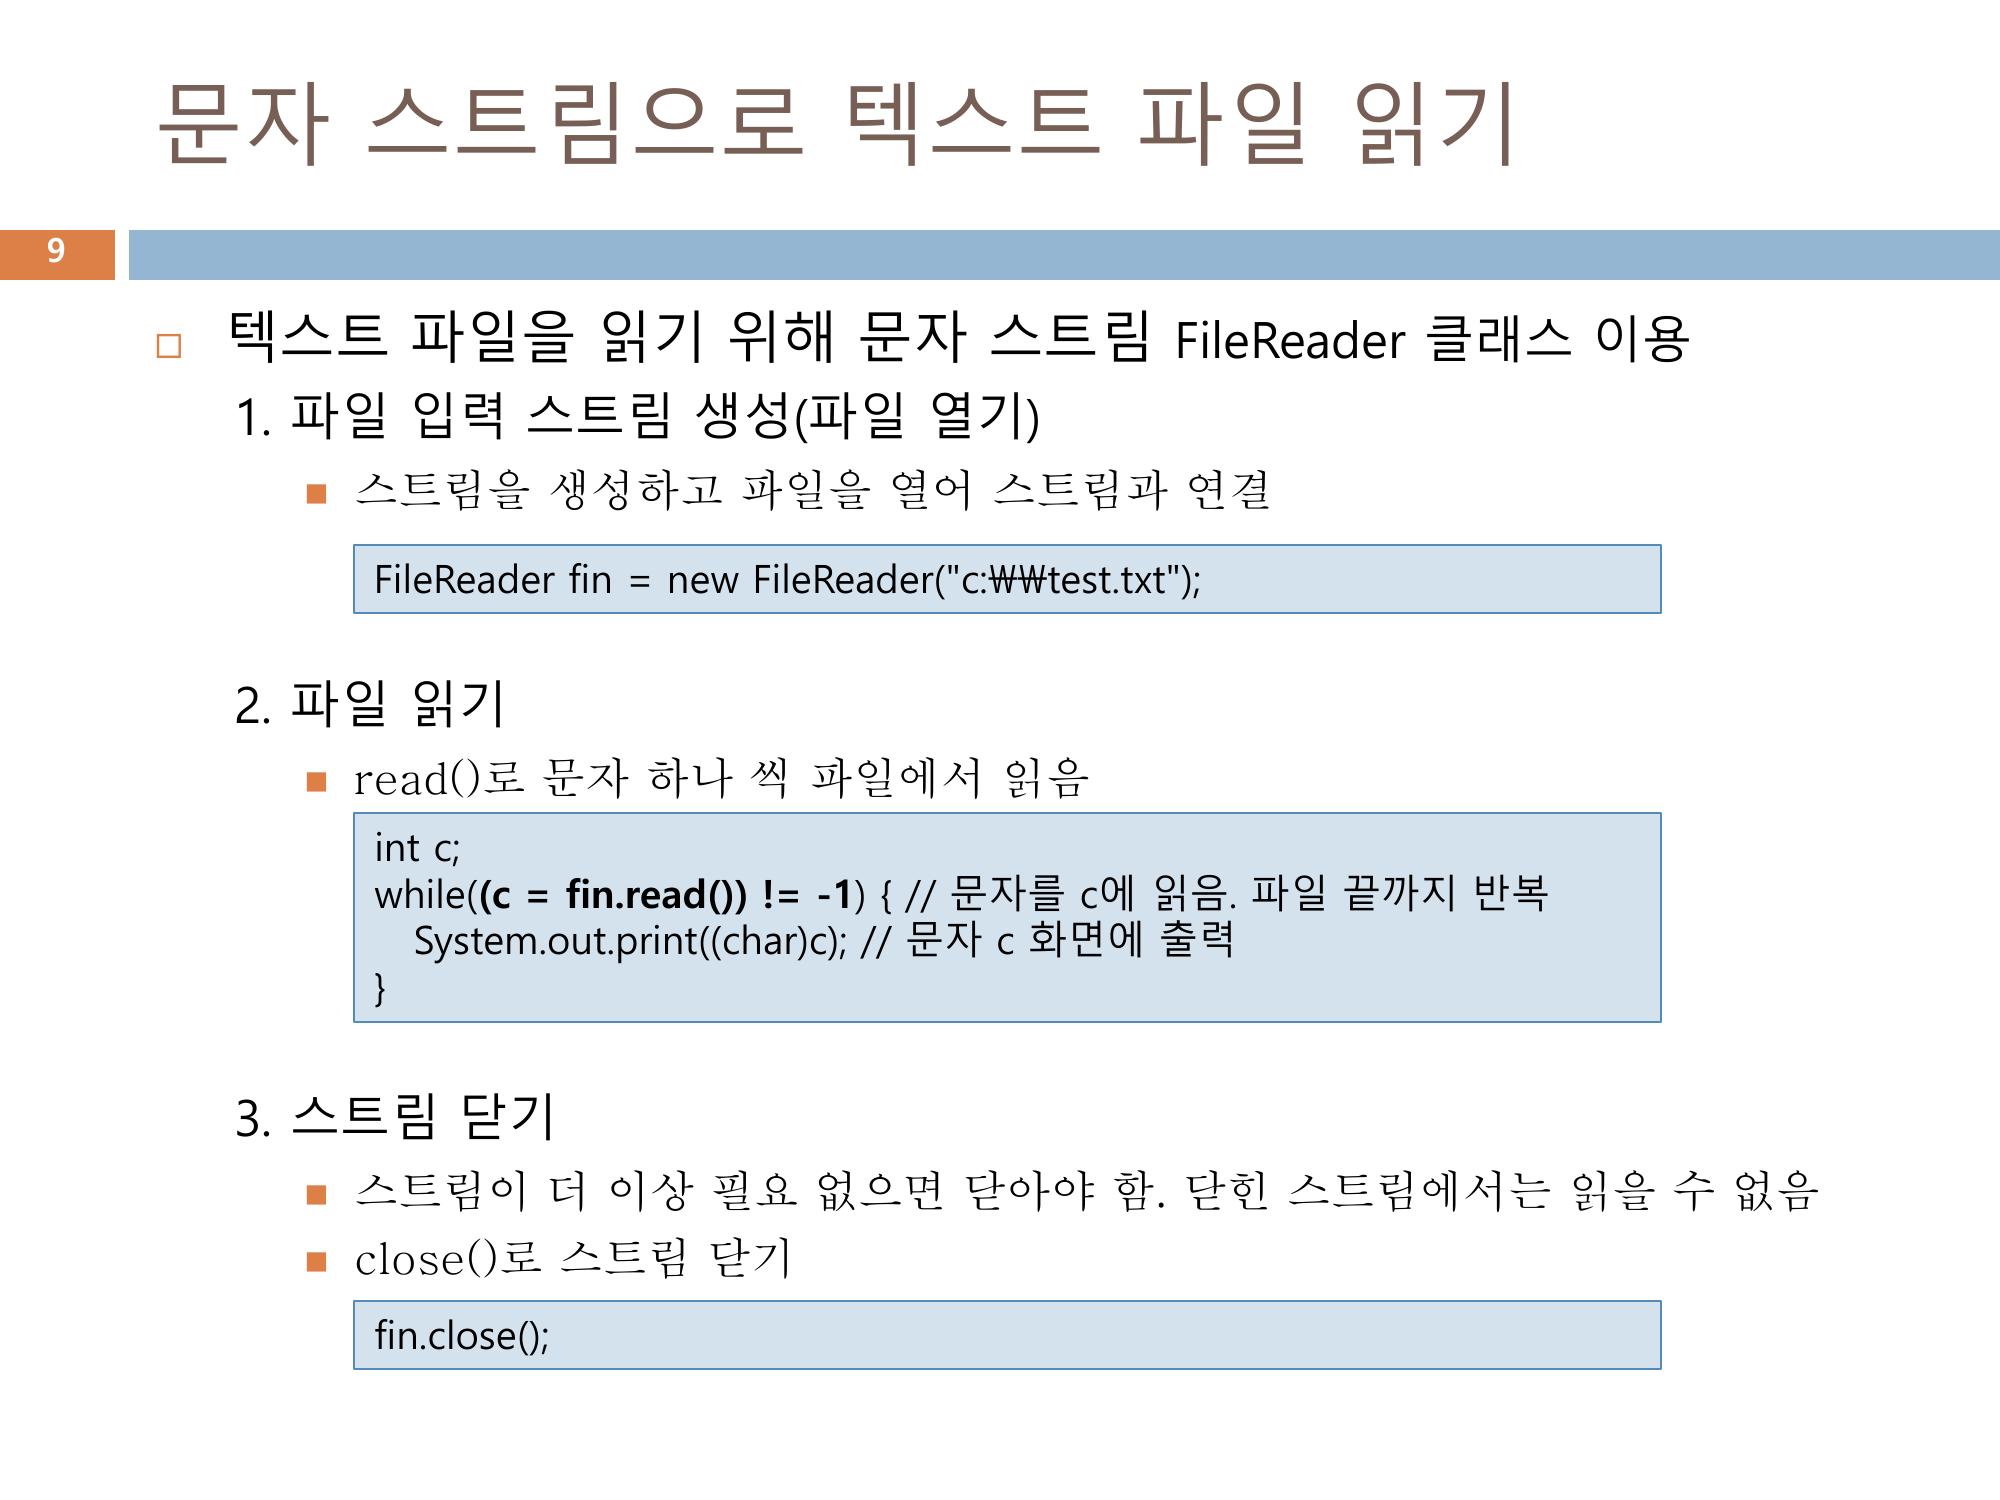 문자 스트림으로 텍스트 파일 읽기
9
텍스트 파일을 읽기 위해 문자 스트림 FileReader 클래스 이용
1. 파일 입력 스트림 생성(파일 열기)
스트림을 생성하고 파일을 열어 스트림과 연결
FileReader fin = new FileReader("c:₩₩test.txt");
2. 파일 읽기
read()로 문자 하나 씩 파일에서 읽음
int c;
while((c = fin.read()) != -1) { // 문자를 c에 읽음. 파일 끝까지 반복
System.out.print((char)c); // 문자 c 화면에 출력
}
3. 스트림 닫기
스트림이 더 이상 필요 없으면 닫아야 함. 닫힌 스트림에서는 읽을 수 없음
close()로 스트림 닫기
fin.close();